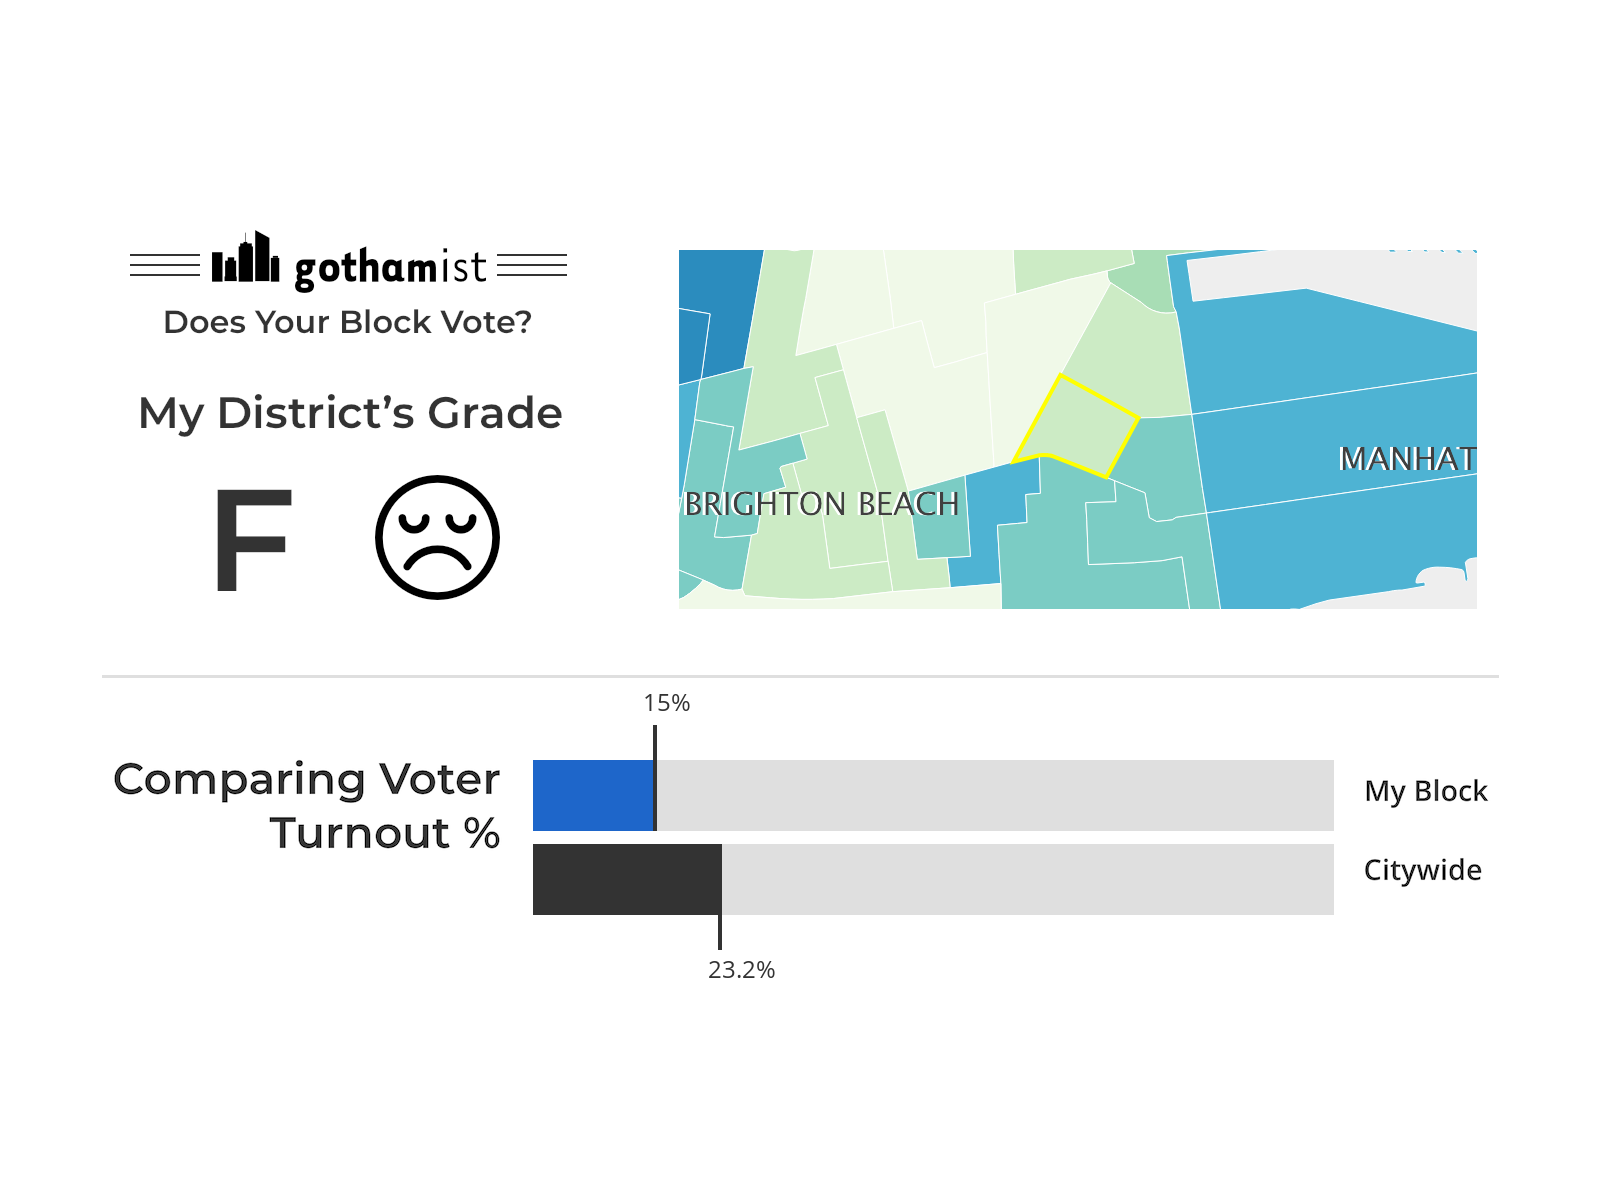 gothamist
Does Your Block Vote?
My District's Grade
F
BRIGHTON BEACH
MANHAT
15%
Comparing Voter
Turnout %
My Block
Citywide
23.2%